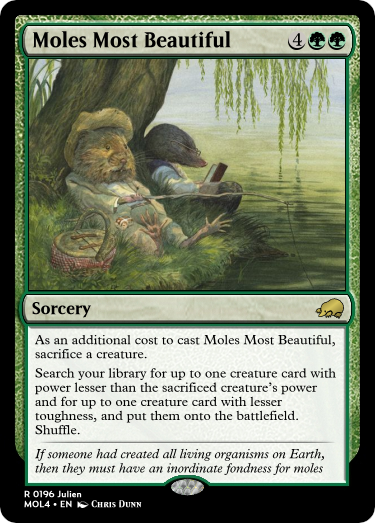 Moles Most Beautiful 4
Sorcery
As an additional cost to cast Moles Most Beautiful,
sacrifice a creature.
Search your library for up to one creature card with
power lesser than the sacrificed creature's power
and for up to one creature card with lesser
toughness, and put them onto the battlefield.
Shuffle.
If someone had created all living organisms on Earth,
then they must have an inordinate fondness for moles
R 0196 Julien
MOL4 • EN Chris Dunn